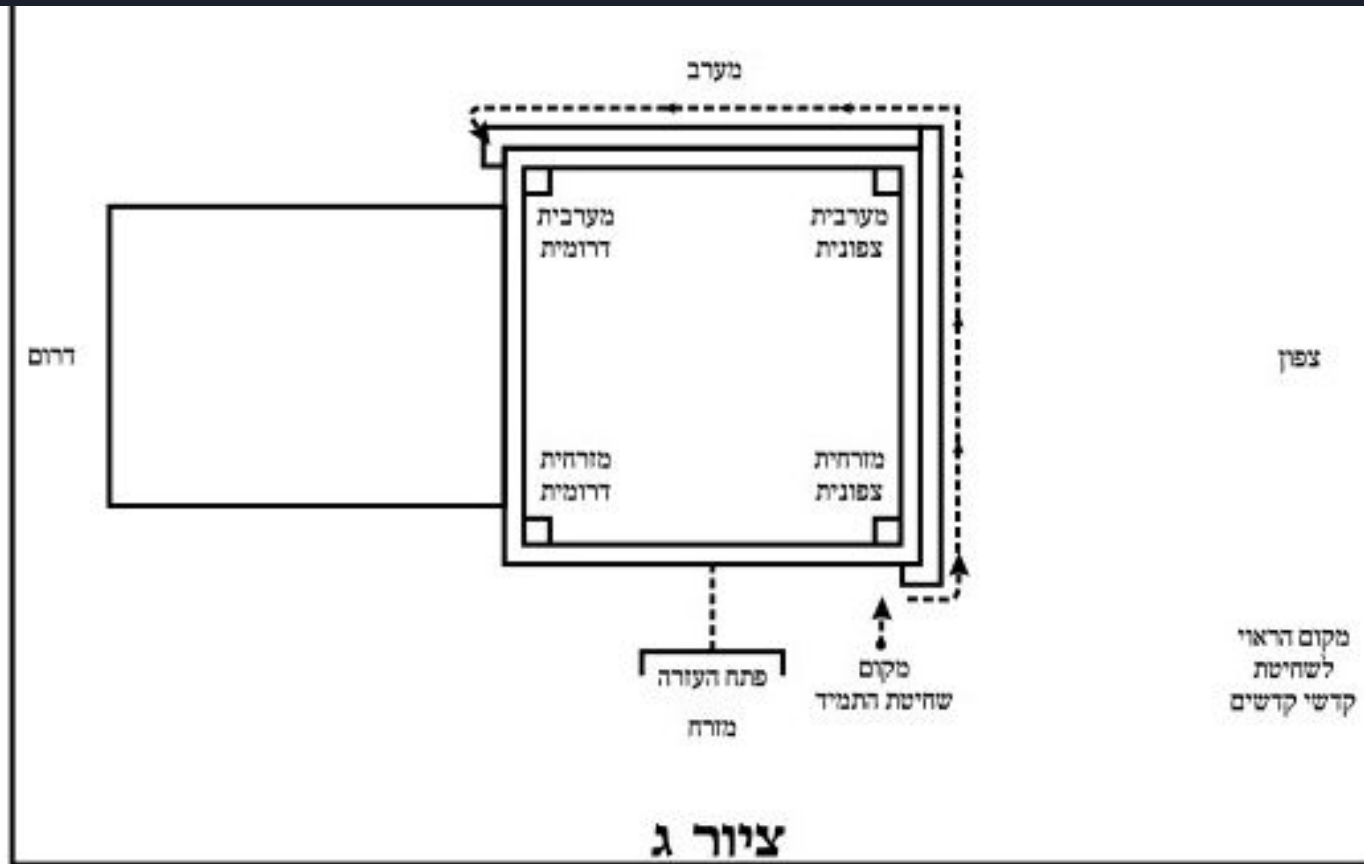 מערב
מערבית
צפונית
מערבית
דרומית
צפון
דרום
מזרחית
צפונית
מזרחית
דרומית
מקום הראוי
לשחיטת
קדשי קדשים
מקום
שחיטת התמיד
פתח העזרה
מזרח
ציור ג